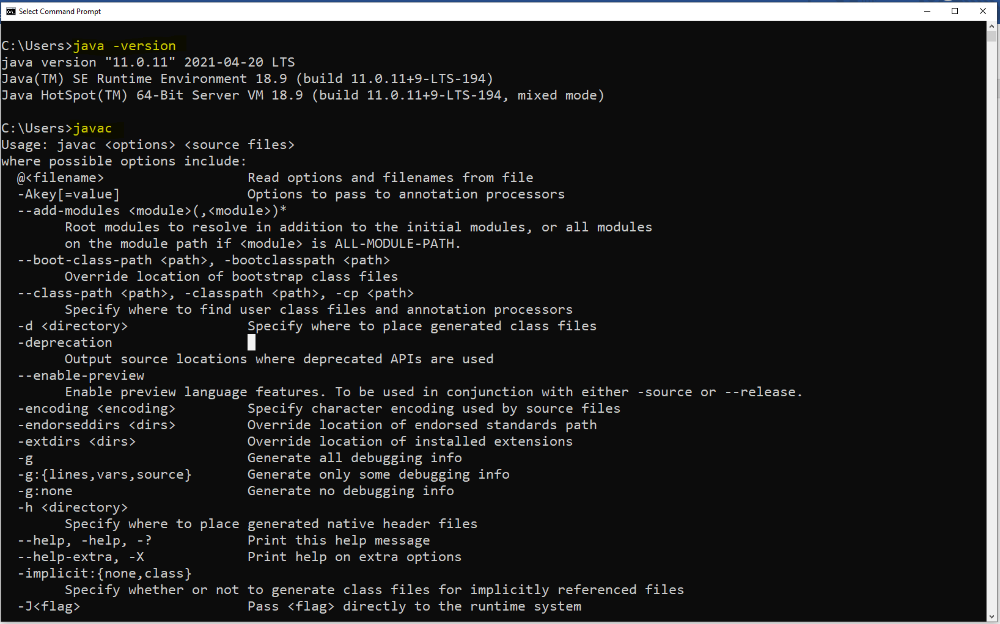 Select Command Prompt
C:\Users>java -version
java version "11.0.11" 2021-04-20 LTS
Java(TM) SE Runtime Environment 18.9 (build 11.0.11+9-LTS-194)
Java HotSpot(TM) 64-Bit Server VM 18.9 (build 11.0.11+9-LTS-194, mixed mode)
C:\Users>javac
Usage: javac <options> <source files>
where possible options include:
  @<filename>                  Read options and filenames from file
  -Akey[=value]                Options to pass to annotation processors
  --add-modules <module>(,<module>)*
        Root modules to resolve in addition to the initial modules, or all modules
        on the module path if <module> is ALL-MODULE-PATH.
  --boot-class-path <path>, -bootclasspath <path>
        Override location of bootstrap class files
  --class-path <path>, -classpath <path>, -cp <path>
        Specify where to find user class files and annotation processors
  -d <directory>               Specify where to place generated class files
  -deprecation
        Output source locations where deprecated APIs are used
  --enable-preview
        Enable preview language features. To be used in conjunction with either -source or --release.
  -encoding <encoding>         Specify character encoding used by source files
  -endorseddirs <dirs>         Override location of endorsed standards path
  -extdirs <dirs>              Override location of installed extensions
  -g                           Generate all debugging info
  -g:{lines,vars,source}       Generate only some debugging info
  -g:none                      Generate no debugging info
  -h <directory>
        Specify where to place generated native header files
  --help, -help, -?            Print this help message
  --help-extra, -X             Print help on extra options
  -implicit:{none,class}
        Specify whether or not to generate class files for implicitly referenced files
  -J<flag>                     Pass <flag> directly to the runtime system